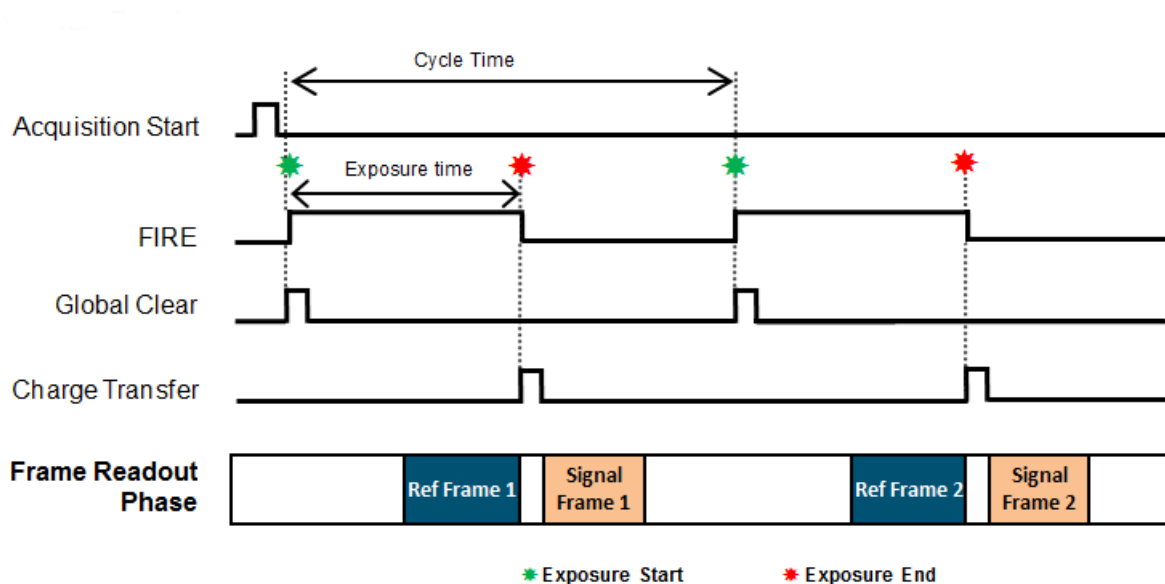 Cycle Time
Acquisition Start
Exposure time
FIRE
Global Clear
Charge Transfer
Frame Readout
Phase
Ref Frame 1
Signal
Frame 1
Ref Frame 2
Signal
Frame 2
Exposure Start
Exposure End